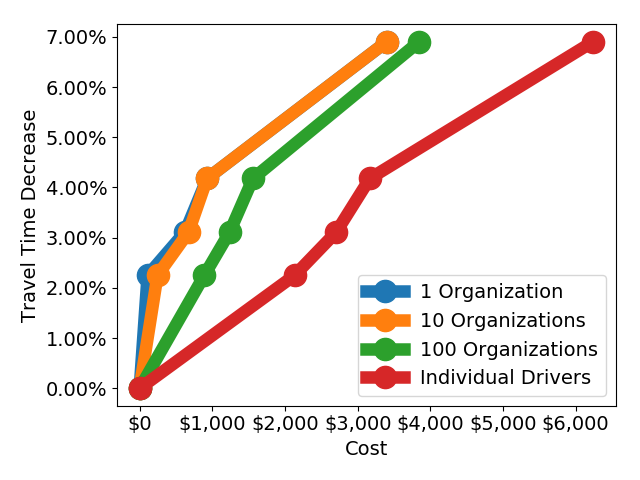 7.00%
6.00%
5.00%
4.00%
3.00%
2.00%
1.00%
0.00%
Travel Time Decrease
1 Organization
10 Organizations
100 Organizations
Individual Drivers
$0 $1,000 $2,000 $3,000 $4,000 $5,000 $6,000
Cost